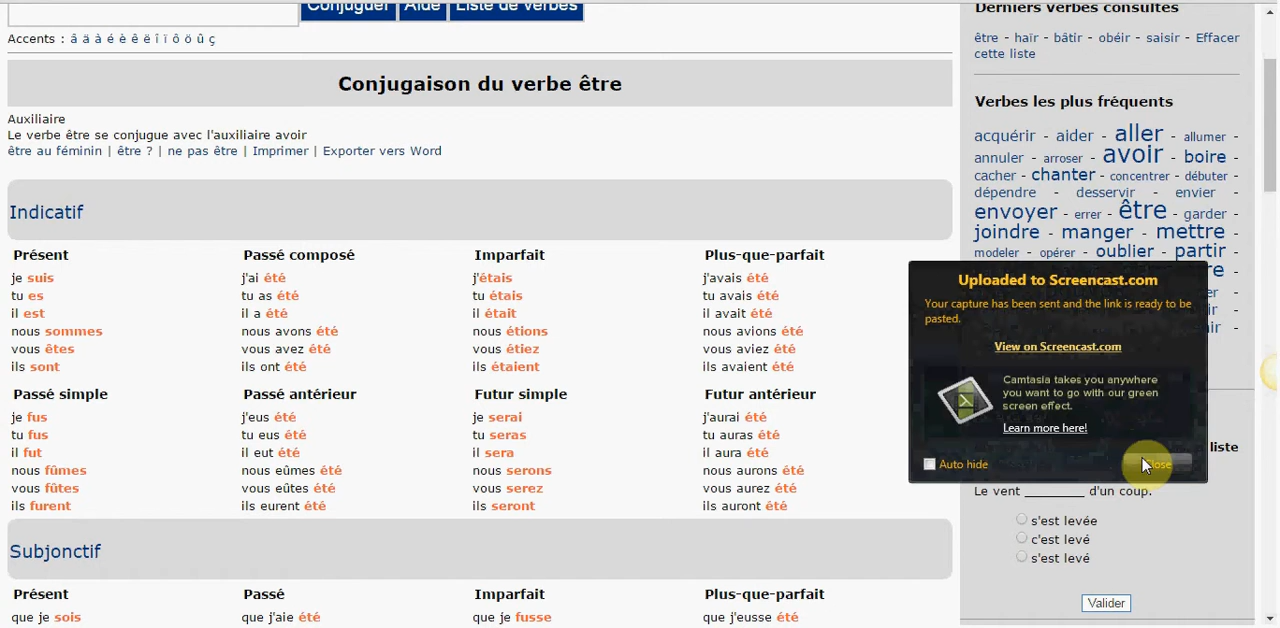 Conjuguer Aide Liste de verbes
Accents : â ä à é è ê ë î ï ô ö û ç
Conjugaison du verbe être
Auxiliaire
Le verbe être se conjugue avec l'auxiliaire avoir
être au féminin | être ? | ne pas être | Imprimer | Exporter vers Word
Indicatif
Présent
je suis
tu es
il est
nous sommes
vous êtes
ils sont
Passé composé
j'ai été
tu as été
il a été
nous avons été
vous avez été
ils ont été
Imparfait
j'étais
tu étais
il était
nous étions
vous étiez
ils étaient
Plus-que-parfait
j'avais été
tu avais été
il avait été
nous avions été
vous aviez été
ils avaient été
Passé simple
je fus
tu fus
il fut
nous fûmes
vous fûtes
ils furent
Passé antérieur
j'eus été
tu eus été
il eut été
nous eûmes été
vous eûtes été
ils eurent été
Futur simple
je serai
tu seras
il sera
nous serons
vous serez
ils seront
Futur antérieur
j'aurai été
tu auras été
il aura été
nous aurons été
vous aurez été
ils auront été
Subjonctif
Présent
que je sois
Passé
que j'aie été
Imparfait
que je fusse
Plus-que-parfait
que j'eusse été
Derniers verbes consultés
être - haïr - bâtir - obéir - saisir - Effacer
cette liste
Verbes les plus fréquents
acquérir - aider - aller - allumer -
annuler - arroser - avoir - boire -
cacher - chanter - concentrer - débuter -
dépendre - desservir - envier -
envoyer - errer - être - garder -
joindre - manger - mettre -
modeler - opérer - oublier - partir
Uploaded to Screencast.com
Your capture has been sent and the link is ready to be
pasted.
View on Screencast.com
Camtasia takes you anywhere
you want to go with our green
screen effect.
Learn more here!
Auto hide
liste
Le vent ________ d'un coup.
s'est levée
c'est levé
s'est levé
Valider